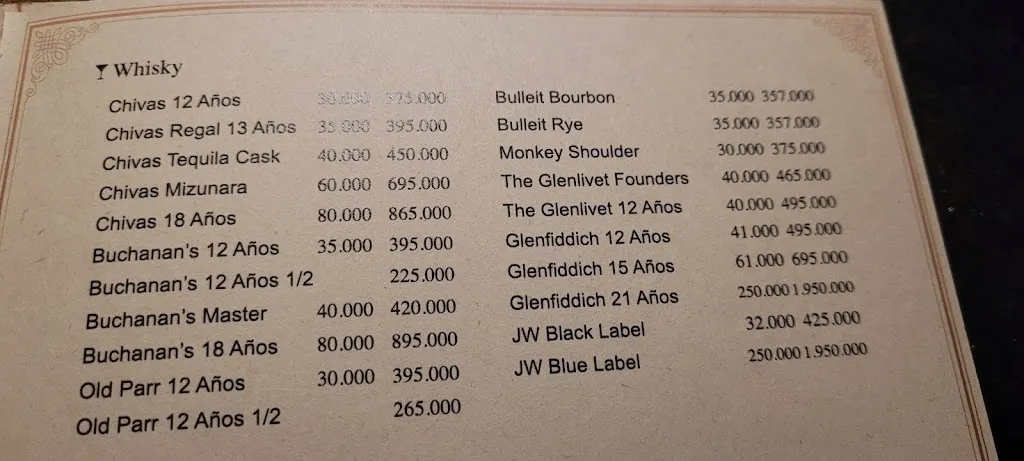 Whisky
Chivas 12 Años 30.000 375.000
Chivas Regal 13 Años 35.000 395.000
Chivas Tequila Cask 40.000 450.000
Chivas Mizunara 60.000 695.000
Chivas 18 Años 80.000 865.000
Buchanan's 12 Años 35.000 395.000
Buchanan's 12 Años 1/2 225.000
Buchanan's Master 40.000 420.000
Buchanan's 18 Años 80.000 895.000
Old Parr 12 Años 30.000 395.000
Old Parr 12 Años 1/2 265.000
Bulleit Bourbon 35.000 357.000
Bulleit Rye 35.000 357.000
Monkey Shoulder 30.000 375.000
The Glenlivet Founders 40.000 465.000
The Glenlivet 12 Años 40.000 495.000
Glenfiddich 12 Años 41.000 495.000
Glenfiddich 15 Años 61.000 695.000
Glenfiddich 21 Años 250.000 1.950.000
JW Black Label 32.000 425.000
JW Blue Label 250.000 1.950.000